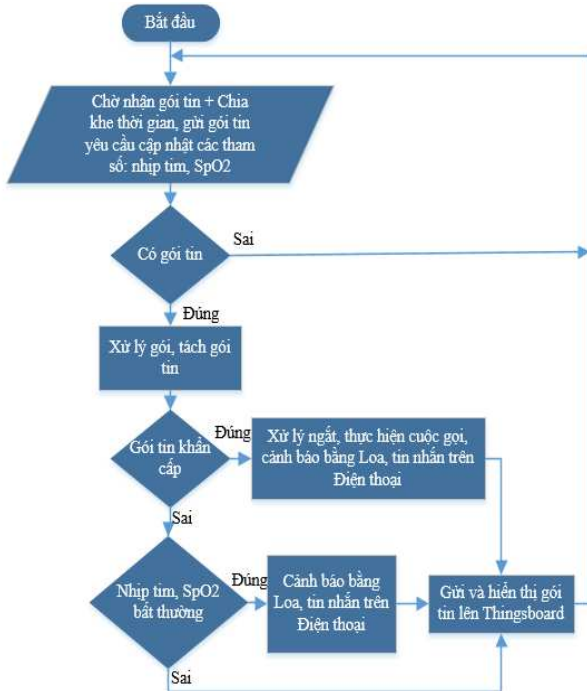 Bắt đầu
Chờ nhận gói tin + Chia
khe thời gian, gửi gói tin
yêu cầu cập nhật các tham
số: nhịp tim, SpO2
Có gói tin
Sai
Đúng
Xử lý gói, tách gói
tin
Gói tin khẩn
cấp
Đúng
Xử lý ngắt, thực hiện cuộc gọi,
cảnh báo bằng Loa, tin nhắn trên
Điện thoại
Sai
Nhịp tim, SpO2
bất thường
Đúng
Cảnh báo bằng
Loa, tin nhắn trên
Điện thoại
Gửi và hiển thị gói
tin lên Thingsboard
Sai